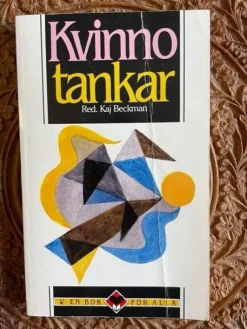 Kvinno
tankar
Red. Kaj Beckman
EN BOK FÖR ALLA